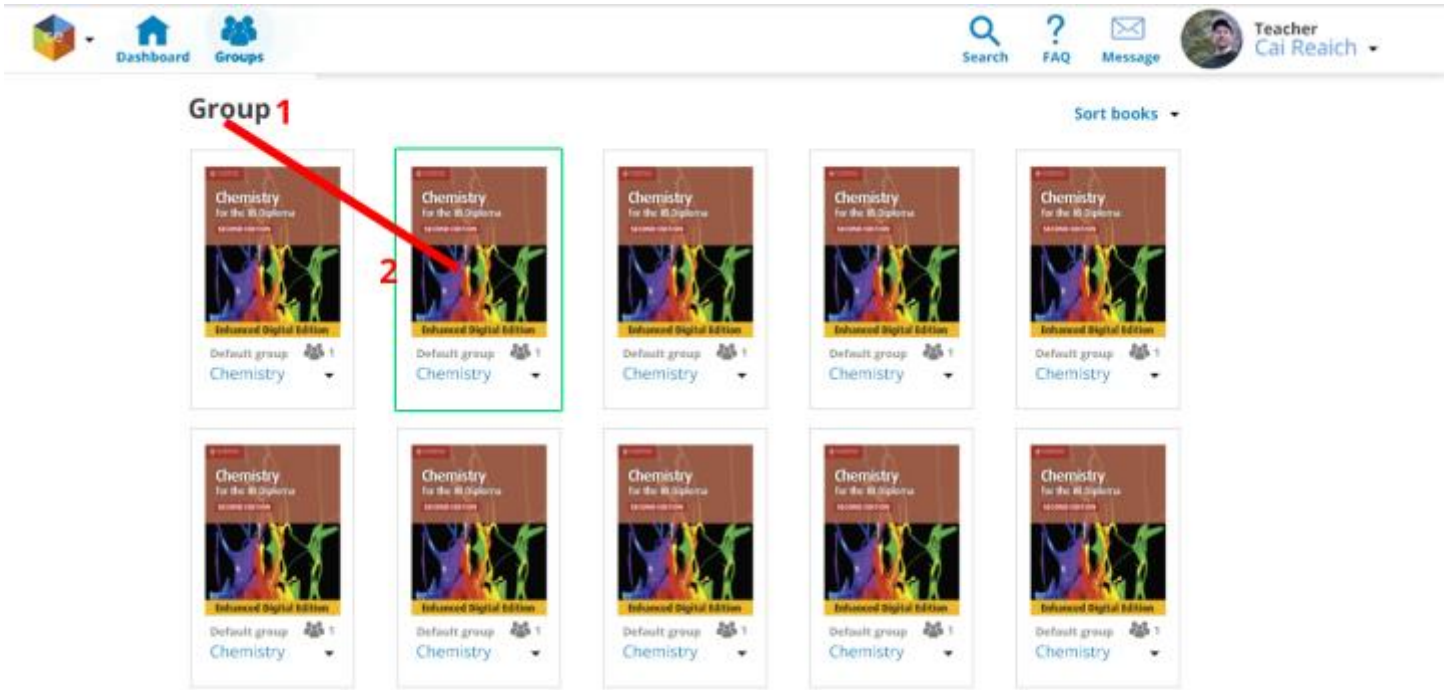 Dashboard
Groups
Search
FAQ
Message
Teacher
Cai Reaich
Group 1
Sort books
Chemistry
for the IB Diploma
SECOND EDITION
Enhanced Digital Edition
Default group 1
Chemistry
2
Chemistry
for the IB Diploma
SECOND EDITION
Enhanced Digital Edition
Default group 1
Chemistry
Chemistry
for the IB Diploma
SECOND EDITION
Enhanced Digital Edition
Default group 1
Chemistry
Chemistry
for the IB Diploma
SECOND EDITION
Enhanced Digital Edition
Default group 1
Chemistry
Chemistry
for the IB Diploma
SECOND EDITION
Enhanced Digital Edition
Default group 1
Chemistry
Chemistry
for the IB Diploma
SECOND EDITION
Enhanced Digital Edition
Default group 1
Chemistry
Chemistry
for the IB Diploma
SECOND EDITION
Enhanced Digital Edition
Default group 1
Chemistry
Chemistry
for the IB Diploma
SECOND EDITION
Enhanced Digital Edition
Default group 1
Chemistry
Chemistry
for the IB Diploma
SECOND EDITION
Enhanced Digital Edition
Default group 1
Chemistry
Chemistry
for the IB Diploma
SECOND EDITION
Enhanced Digital Edition
Default group 1
Chemistry